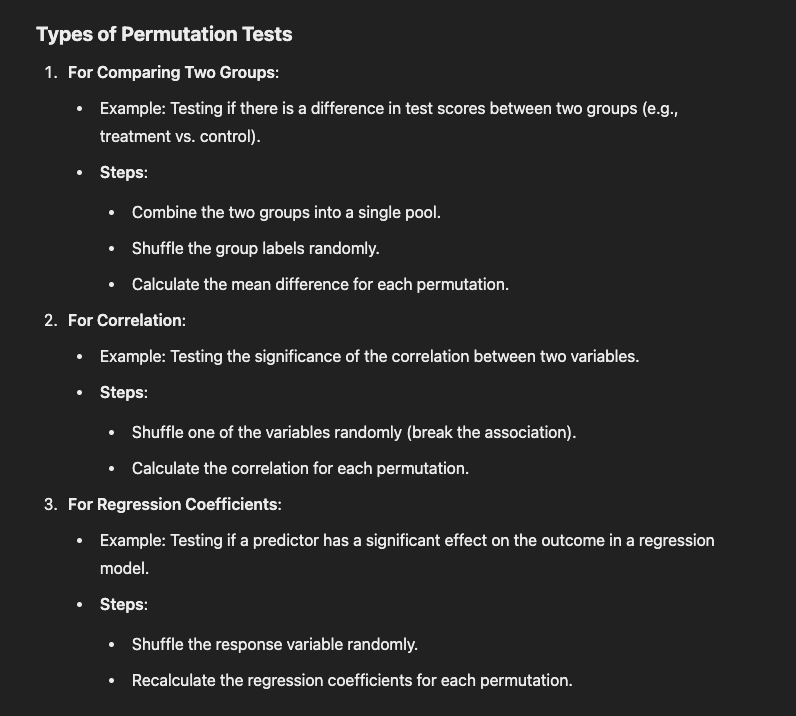 Types of Permutation Tests
1. For Comparing Two Groups:
• Example: Testing if there is a difference in test scores between two groups (e.g.,
treatment vs. control).
• Steps:
• Combine the two groups into a single pool.
• Shuffle the group labels randomly.
• Calculate the mean difference for each permutation.
2. For Correlation:
• Example: Testing the significance of the correlation between two variables.
• Steps:
• Shuffle one of the variables randomly (break the association).
• Calculate the correlation for each permutation.
3. For Regression Coefficients:
• Example: Testing if a predictor has a significant effect on the outcome in a regression
model.
• Steps:
• Shuffle the response variable randomly.
• Recalculate the regression coefficients for each permutation.